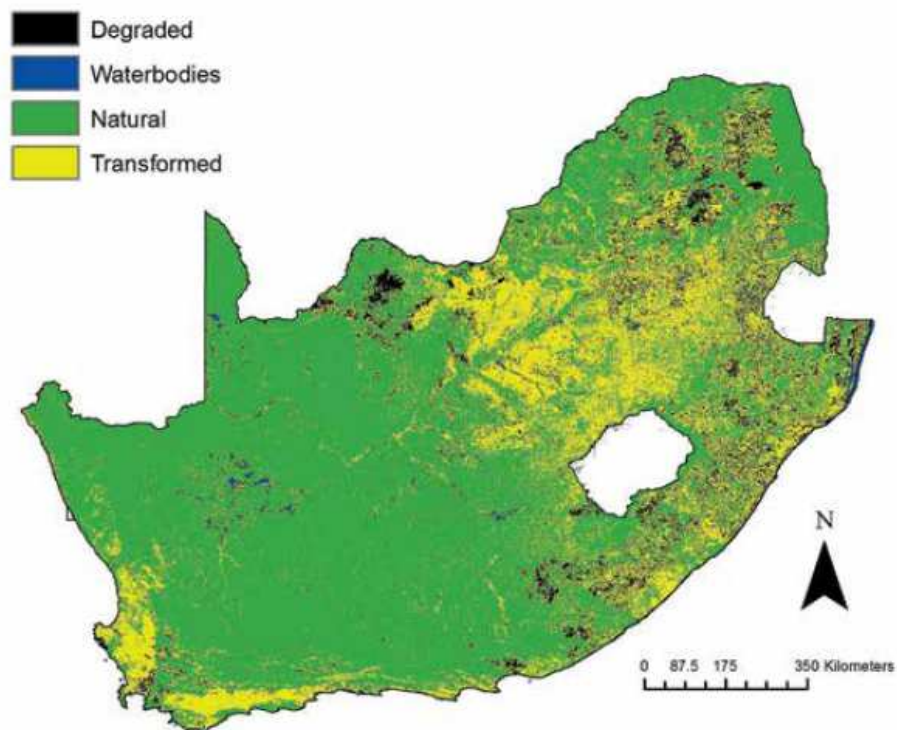 Degraded
Waterbodies
Natural
Transformed
N
0 87.5 175 350 Kilometers